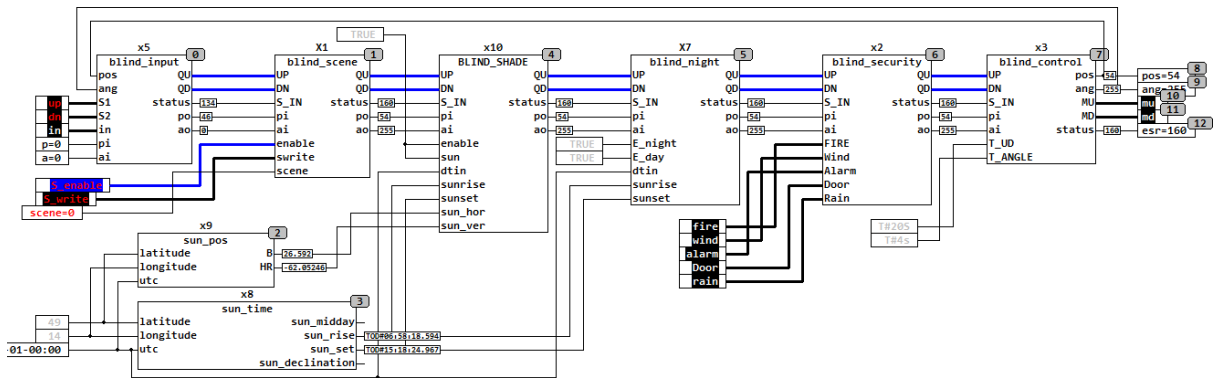 x5 0
blind_input
pos QU
ang QD
S1 status 134
S2 po 46
in ao 0
pi
ai
up
dn
in
p=0
a=0
S_enable
S_write
scene=0
X1 1
blind_scene
UP QU
DN QD
S_IN status 160
pi po 54
ai ao 255
enable
swrite
scene
TRUE
x10 4
BLIND_SHADE
UP QU
DN QD
S_IN status 160
pi po 54
ai ao 255
enable
sun
dtin
sunrise
sunset
sun_hor
sun_ver
X7 5
blind_night
UP QU
DN QD
S_IN status 160
pi po 54
ai ao 255
E_night
E_day
dtin
sunrise
sunset
TRUE
TRUE
x2 6
blind_security
UP QU
DN QD
S_IN status 160
pi po 54
ai ao 255
FIRE
Wind
Alarm
Door
Rain
fire
wind
alarm
Door
rain
x3 7
blind_control
UP pos 54
DN ang 255
S_IN MU
pi MD
ai status 160
T_UD
T_ANGLE
T#20S
T#4s
8
pos=54
9
ang=255
10
mu
11
md
12
esr=160
x9 2
sun_pos
latitude B 26.592
longitude HR -62.05246
utc
x8 3
sun_time
latitude sun_midday
longitude sun_rise TOD#06:58:18.594
utc sun_set TOD#15:18:24.967
sun_declination
49
14
-01-00:00